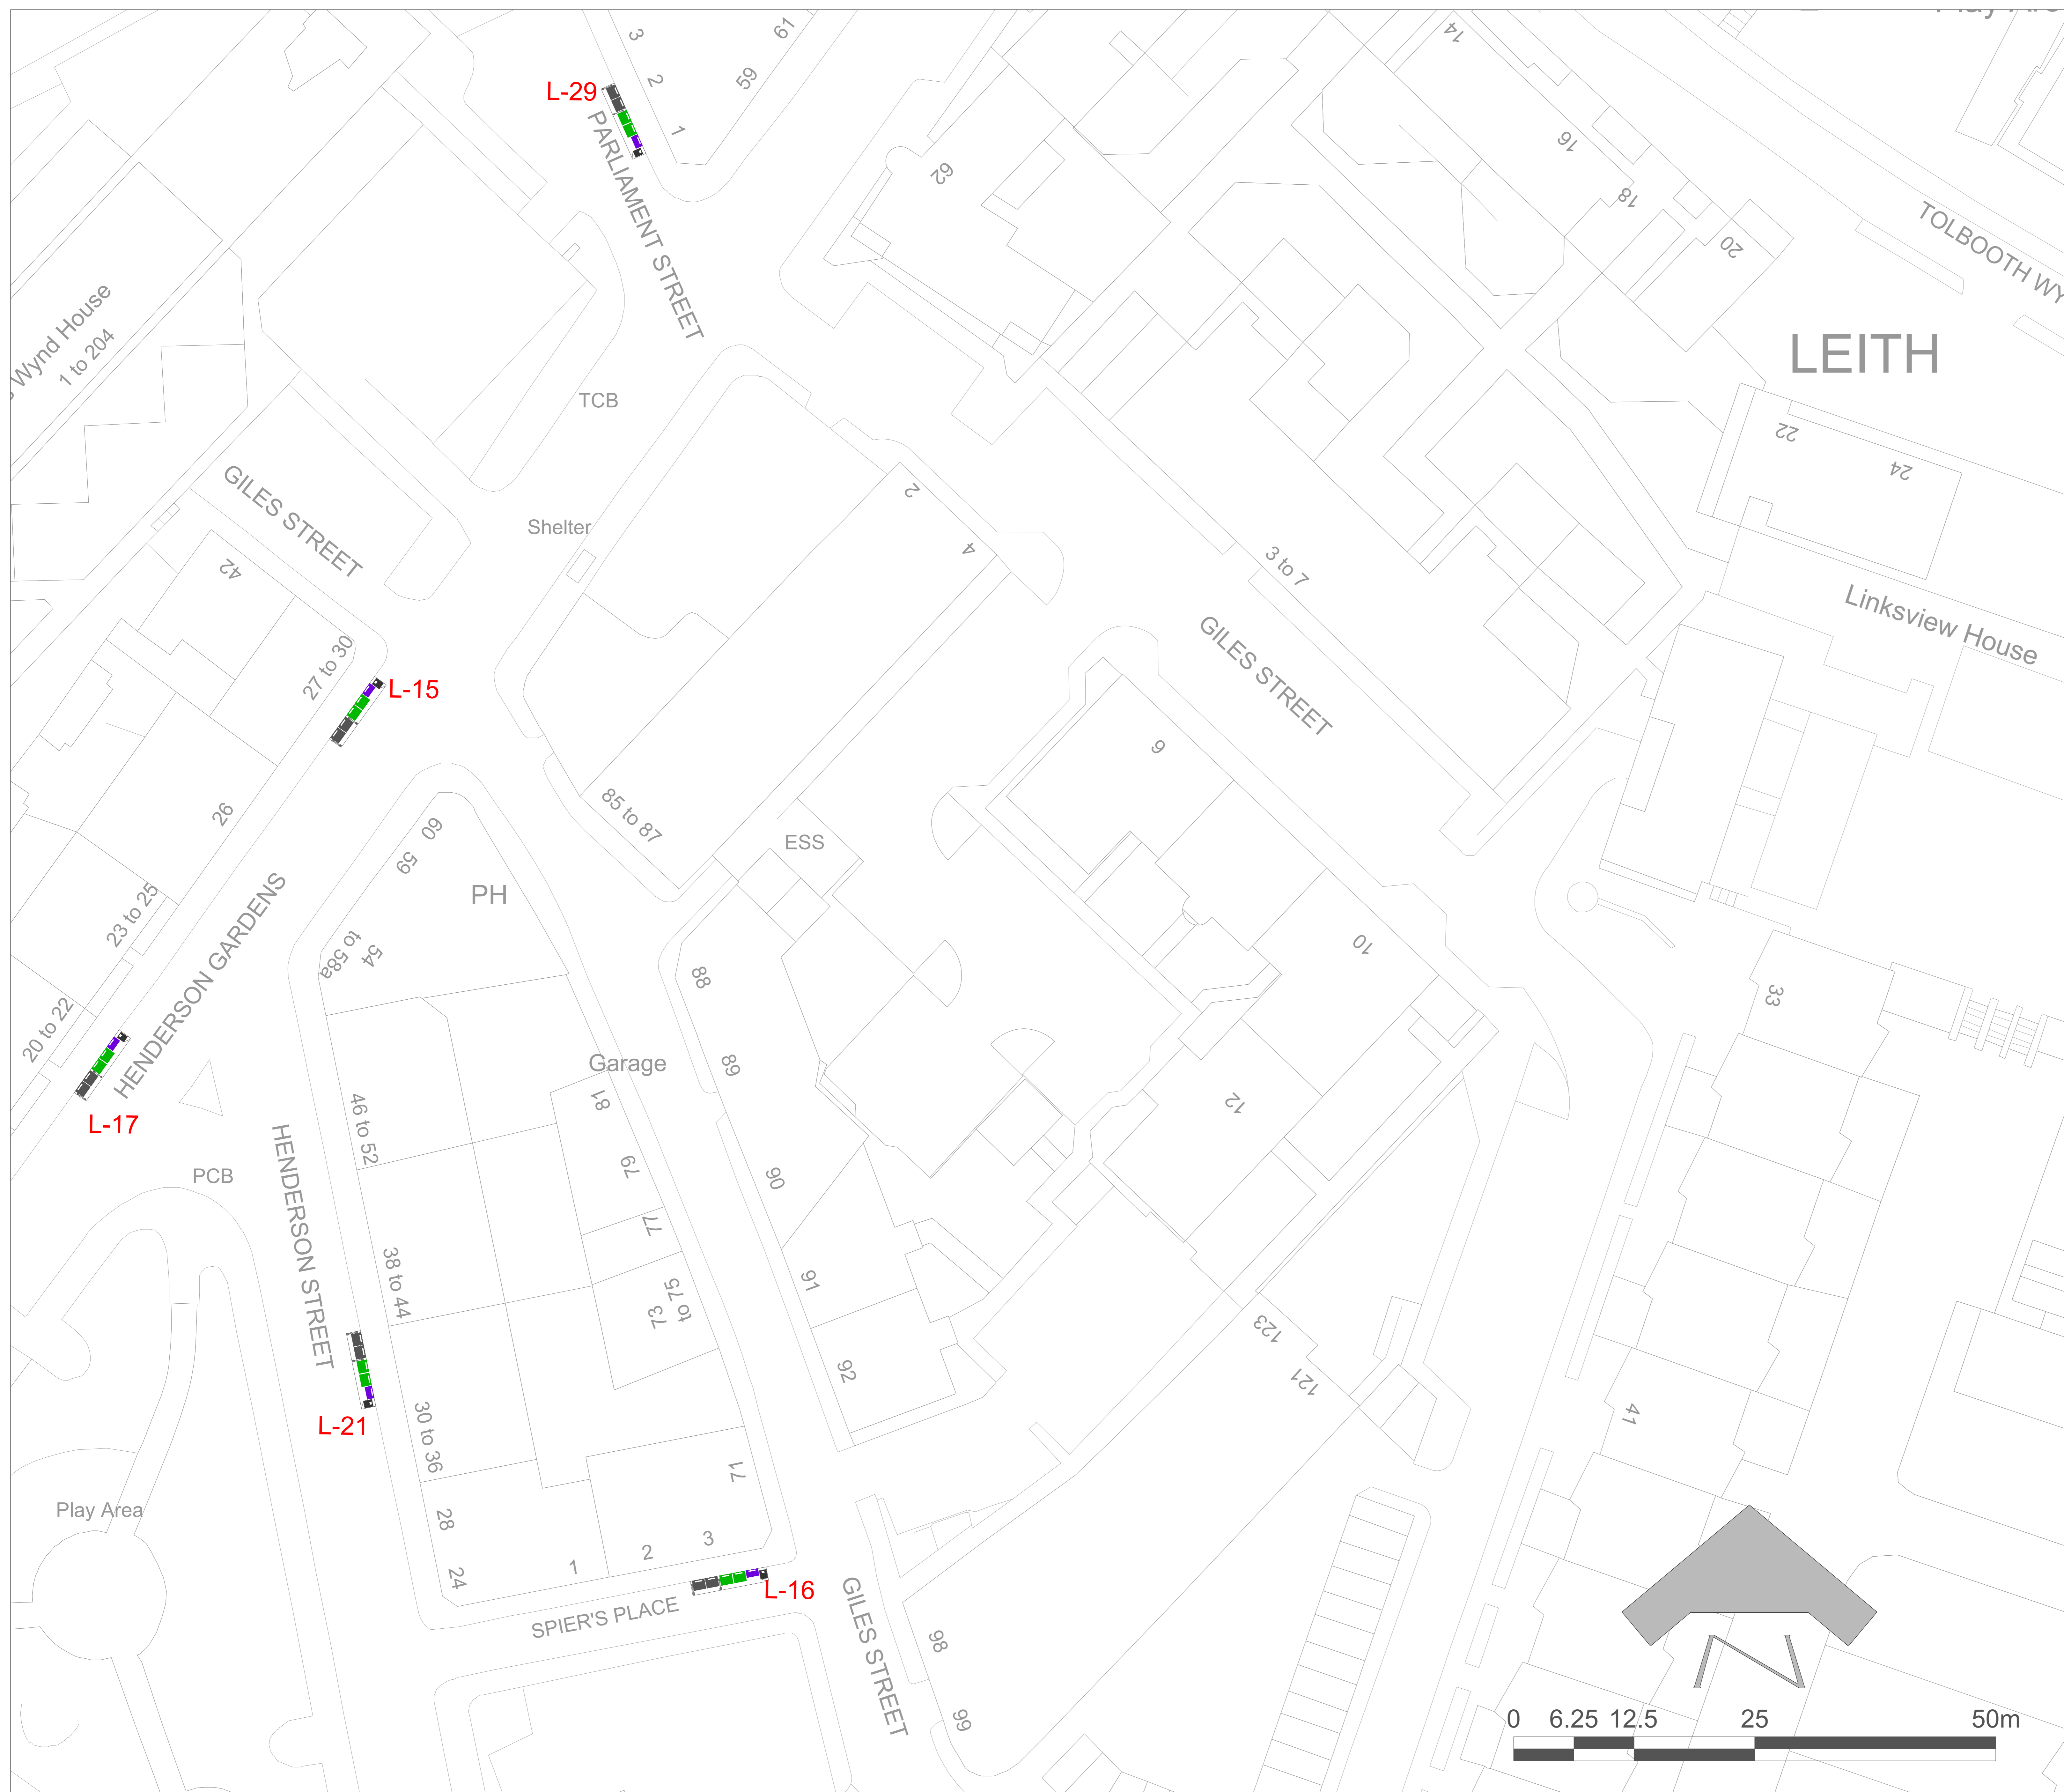 3
2
1
61
59
L-29
PARLIAMENT STREET
62
14
16
18
20
TOLBOOTH WY
LEITH
Wynd House
1 to 204
TCB
GILES STREET
Shelter
42
27 to 30
L-15
2
4
22
24
3 to 7
GILES STREET
Linksview House
26
85 to 87
ESS
6
60
59
PH
54
to 58a
23 to 25
HENDERSON GARDENS
20 to 22
L-17
88
89
10
33
Garage
81
46 to 52
79
12
PCB
HENDERSON STREET
90
77
38 to 44
73
to 75
91
92
123
121
L-21
30 to 36
41
71
Play Area
28
24
1
2
3
L-16
SPIER'S PLACE
GILES STREET
98
99
N
0 6.25 12.5 25 50m